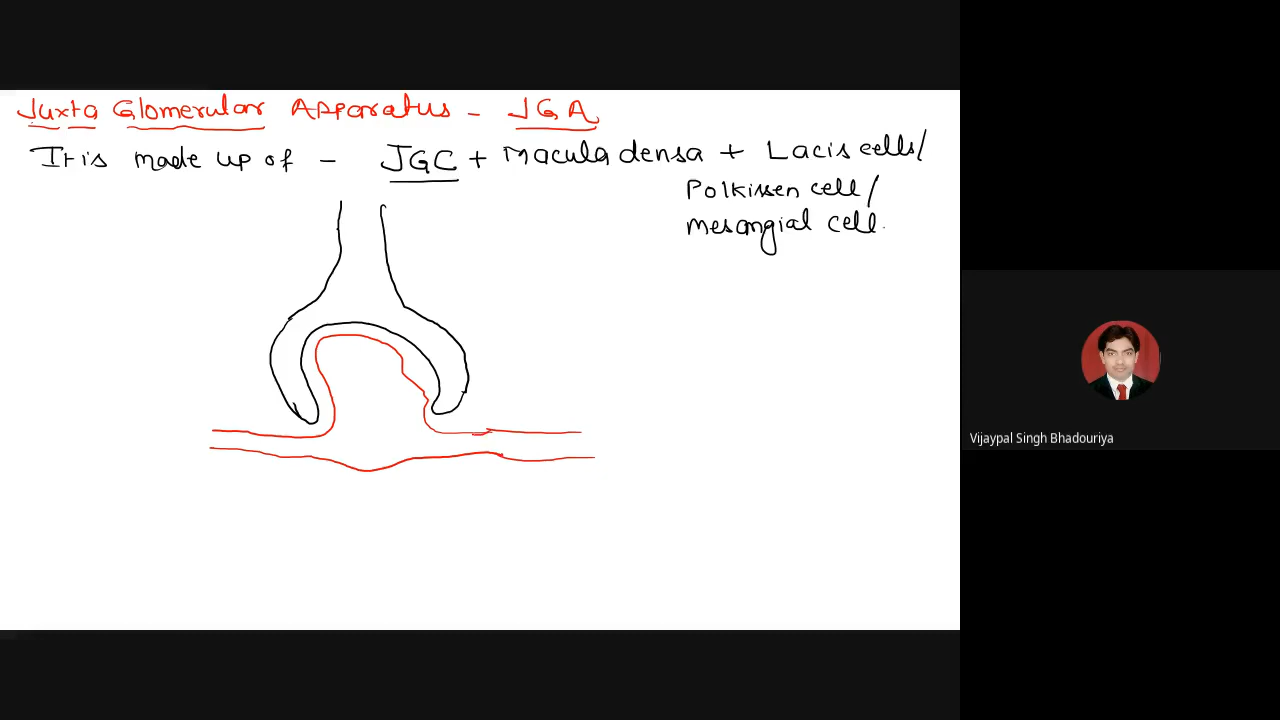 Juxta Glomerular Apparatus - JGA
It is made up of - JGC + Macula densa + Lacis cells/
Polkissen cell/
mesangial cell.
Vijaypal Singh Bhadouriya